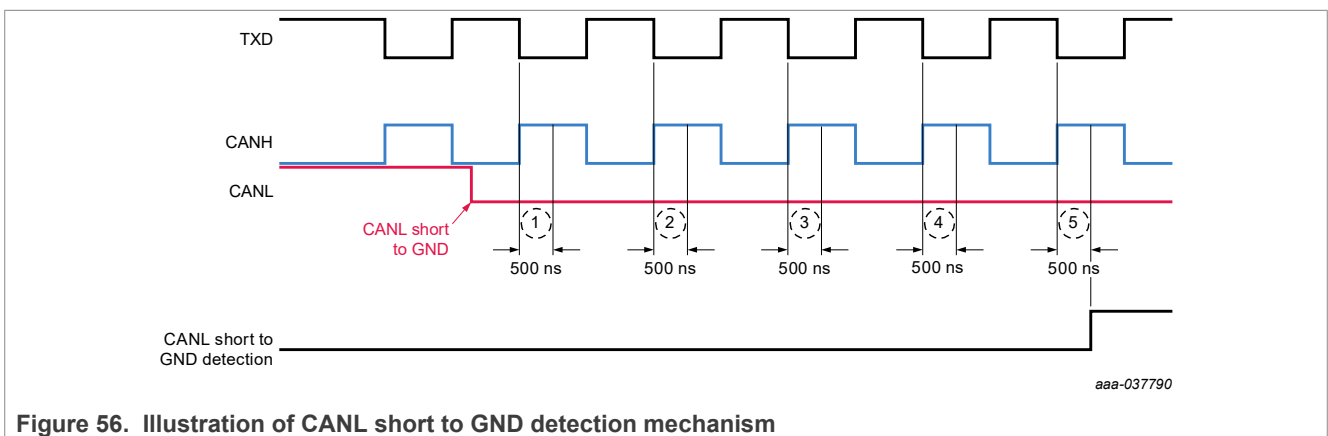 TXD
CANH
CANL
CANL short
to GND
1
2
3
4
5
500 ns
500 ns
500 ns
500 ns
500 ns
CANL short to
GND detection
aaa-037790
Figure 56. Illustration of CANL short to GND detection mechanism